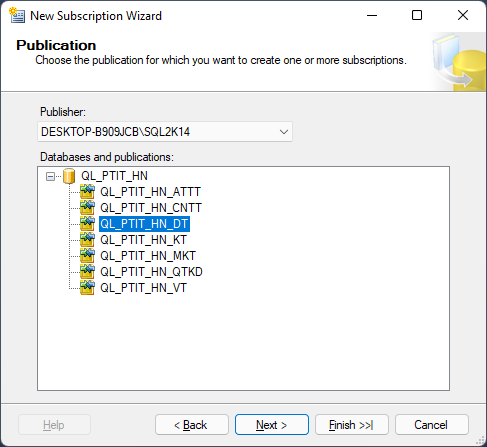 New Subscription Wizard
Publication
Choose the publication for which you want to create one or more subscriptions.
Publisher:
DESKTOP-B909JCB\SQL2K14
Databases and publications:
QL_PTIT_HN
QL_PTIT_HN_ATTT
QL_PTIT_HN_CNTT
QL_PTIT_HN_DT
QL_PTIT_HN_KT
QL_PTIT_HN_MKT
QL_PTIT_HN_QTKD
QL_PTIT_HN_VT
Help
< Back
Next >
Finish >>|
Cancel